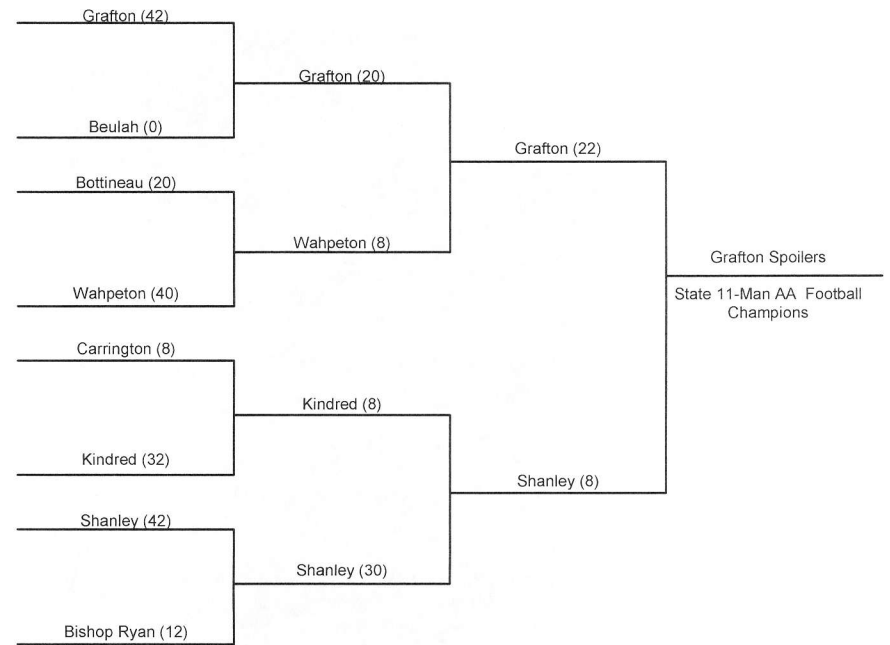 Grafton (42)
Grafton (20)
Beulah (0)
Grafton (22)
Bottineau (20)
Wahpeton (8)
Grafton Spoilers
Wahpeton (40)
State 11-Man AA Football
Champions
Carrington (8)
Kindred (8)
Kindred (32)
Shanley (8)
Shanley (42)
Shanley (30)
Bishop Ryan (12)